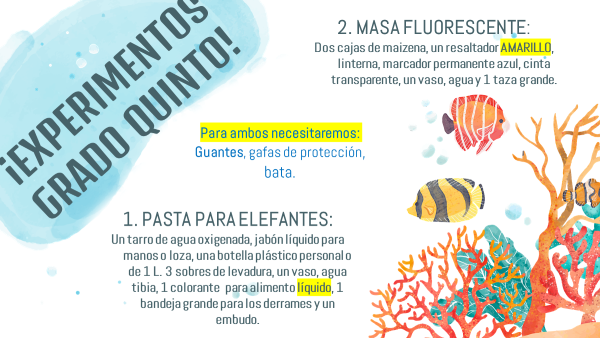 ¡EXPERIMENTOS
GRADO QUINTO!
2. MASA FLUORESCENTE:
Dos cajas de maizena, un resaltador AMARILLO,
linterna, marcador permanente azul, cinta
transparente, un vaso, agua y 1 taza grande.
Para ambos necesitaremos:
Guantes, gafas de protección,
bata.
1. PASTA PARA ELEFANTES:
Un tarro de agua oxigenada, jabón líquido para
manos o loza, una botella plástico personal o
de 1 L. 3 sobres de levadura, un vaso, agua
tibia, 1 colorante para alimento líquido, 1
bandeja grande para los derrames y un
embudo.